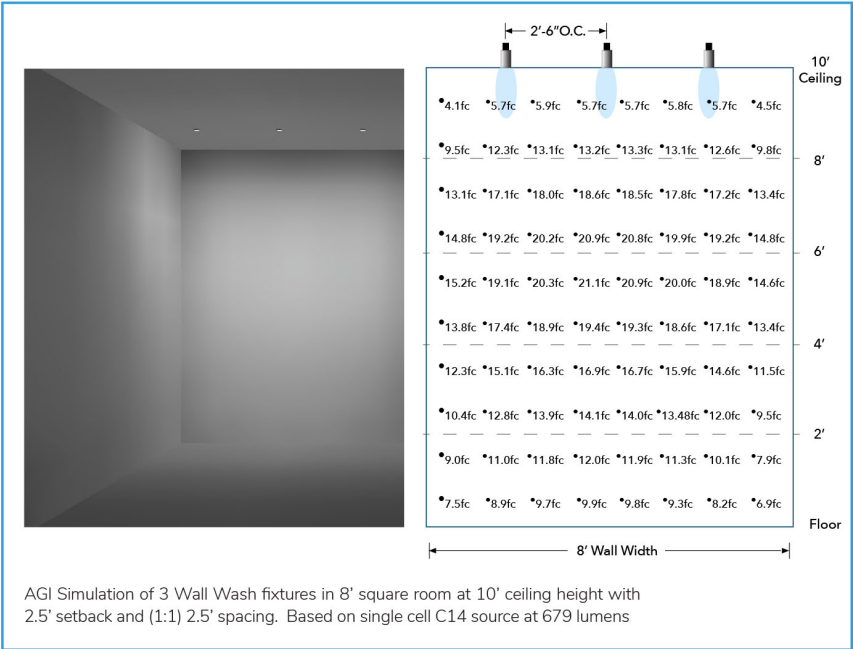 2'-6"O.C.
10'
Ceiling
4.1fc 5.7fc 5.9fc 5.7fc 5.7fc 5.8fc 5.7fc 4.5fc
9.5fc 12.3fc 13.1fc 13.2fc 13.3fc 13.1fc 12.6fc 9.8fc
8'
13.1fc 17.1fc 18.0fc 18.6fc 18.5fc 17.8fc 17.2fc 13.4fc
14.8fc 19.2fc 20.2fc 20.9fc 20.8fc 19.9fc 19.2fc 14.8fc
6'
15.2fc 19.1fc 20.3fc 21.1fc 20.9fc 20.0fc 18.9fc 14.6fc
13.8fc 17.4fc 18.9fc 19.4fc 19.3fc 18.6fc 17.1fc 13.4fc
4'
12.3fc 15.1fc 16.3fc 16.9fc 16.7fc 15.9fc 14.6fc 11.5fc
10.4fc 12.8fc 13.9fc 14.1fc 14.0fc 13.48fc 12.0fc 9.5fc
2'
9.0fc 11.0fc 11.8fc 12.0fc 11.9fc 11.3fc 10.1fc 7.9fc
7.5fc 8.9fc 9.7fc 9.9fc 9.8fc 9.3fc 8.2fc 6.9fc
Floor
8' Wall Width
AGI Simulation of 3 Wall Wash fixtures in 8' square room at 10' ceiling height with
2.5' setback and (1:1) 2.5' spacing. Based on single cell C14 source at 679 lumens